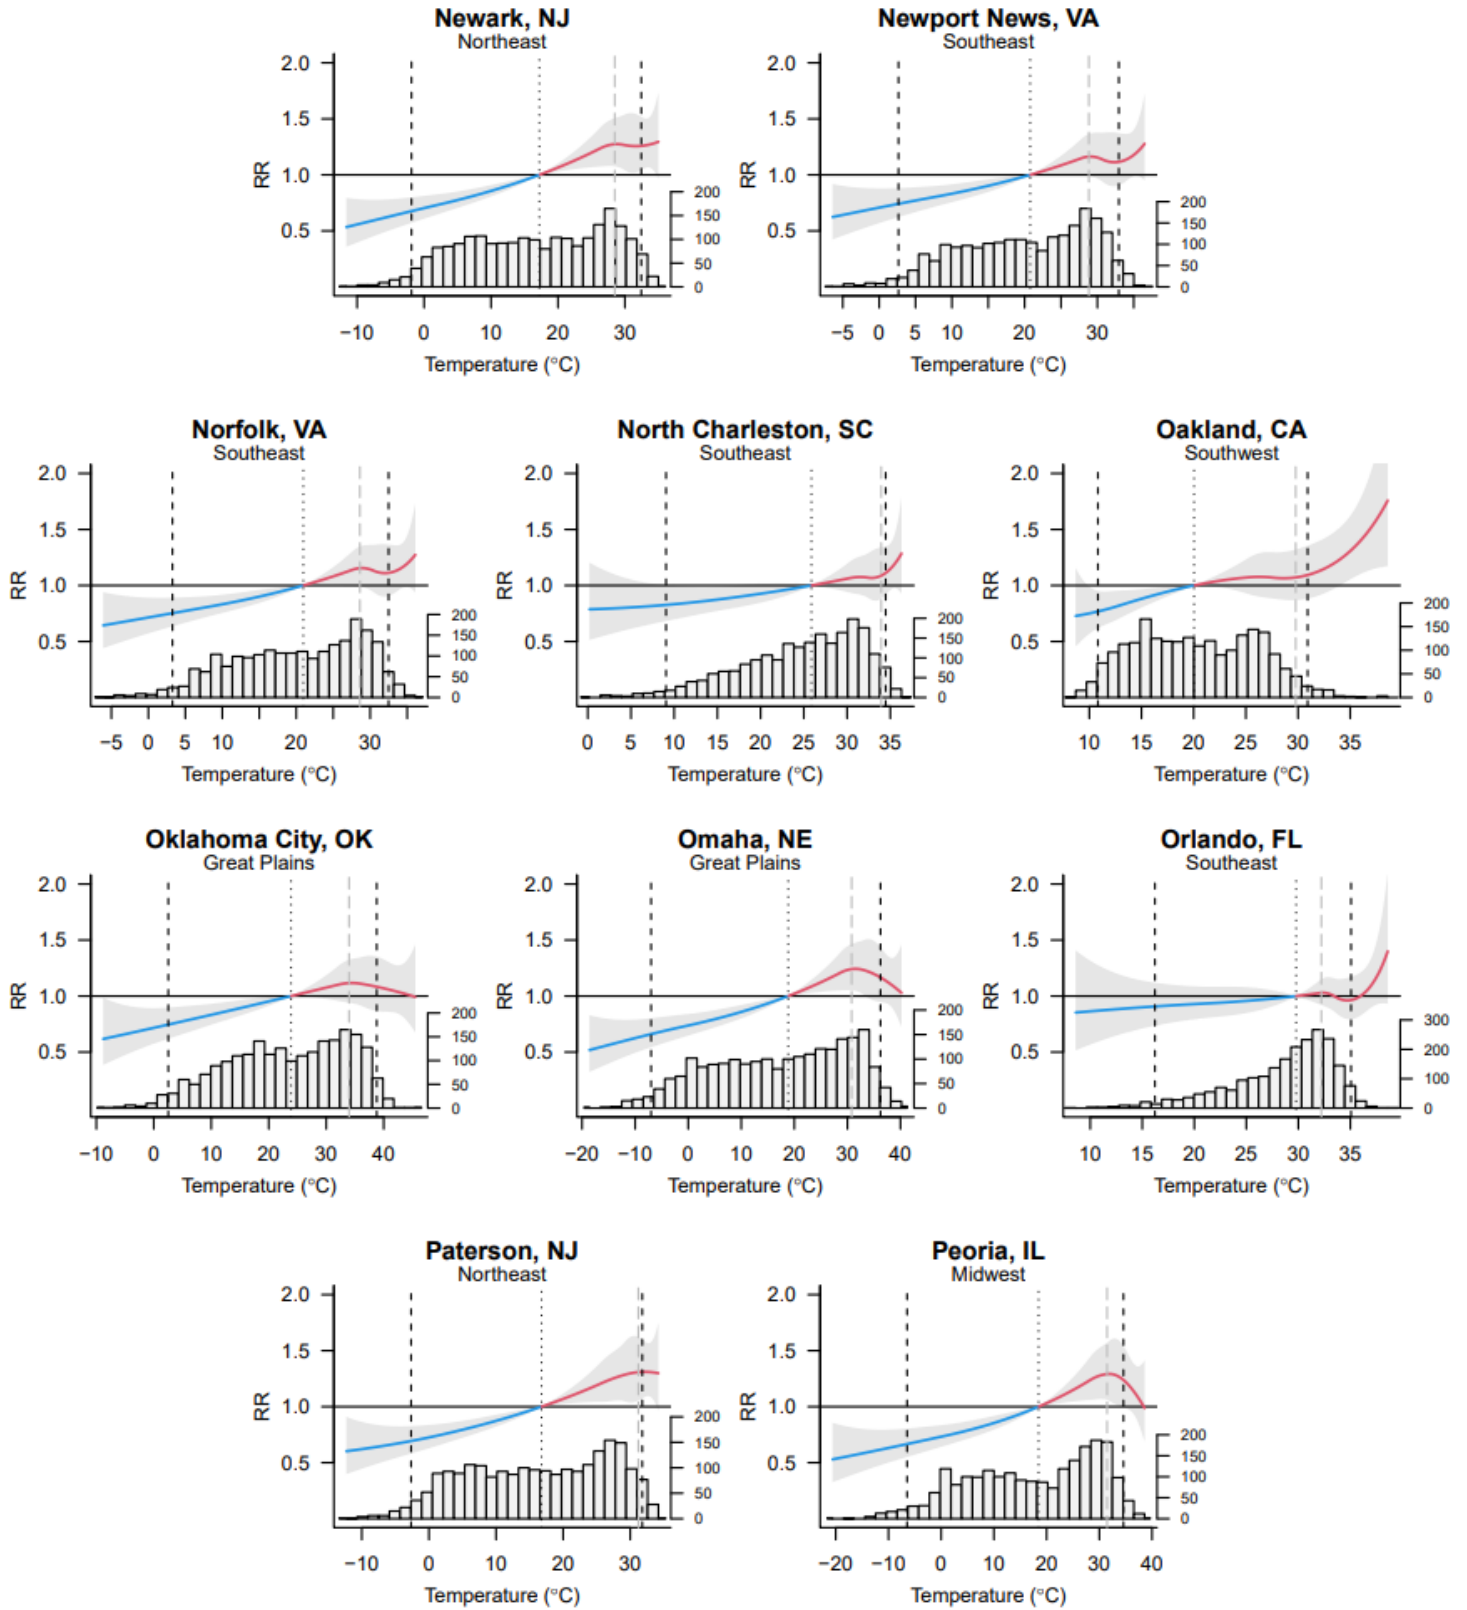 Newark, NJ
Northeast
2.0
1.5
1.0
0.5
RR
200
150
100
50
0
−10 0 10 20 30
Temperature (°C)
Newport News, VA
Southeast
2.0
1.5
1.0
0.5
RR
200
150
100
50
0
−5 0 5 10 20 30
Temperature (°C)
Norfolk, VA
Southeast
2.0
1.5
1.0
0.5
RR
200
150
100
50
0
−5 0 5 10 20 30
Temperature (°C)
North Charleston, SC
Southeast
2.0
1.5
1.0
0.5
RR
200
150
100
50
0
0 5 10 15 20 25 30 35
Temperature (°C)
Oakland, CA
Southwest
2.0
1.5
1.0
0.5
RR
200
150
100
50
0
10 15 20 25 30 35
Temperature (°C)
Oklahoma City, OK
Great Plains
2.0
1.5
1.0
0.5
RR
200
150
100
50
0
−10 0 10 20 30 40
Temperature (°C)
Omaha, NE
Great Plains
2.0
1.5
1.0
0.5
RR
200
150
100
50
0
−20 −10 0 10 20 30 40
Temperature (°C)
Orlando, FL
Southeast
2.0
1.5
1.0
0.5
RR
300
200
100
0
10 15 20 25 30 35
Temperature (°C)
Paterson, NJ
Northeast
2.0
1.5
1.0
0.5
RR
200
150
100
50
0
−10 0 10 20 30
Temperature (°C)
Peoria, IL
Midwest
2.0
1.5
1.0
0.5
RR
200
150
100
50
0
−20 −10 0 10 20 30 40
Temperature (°C)